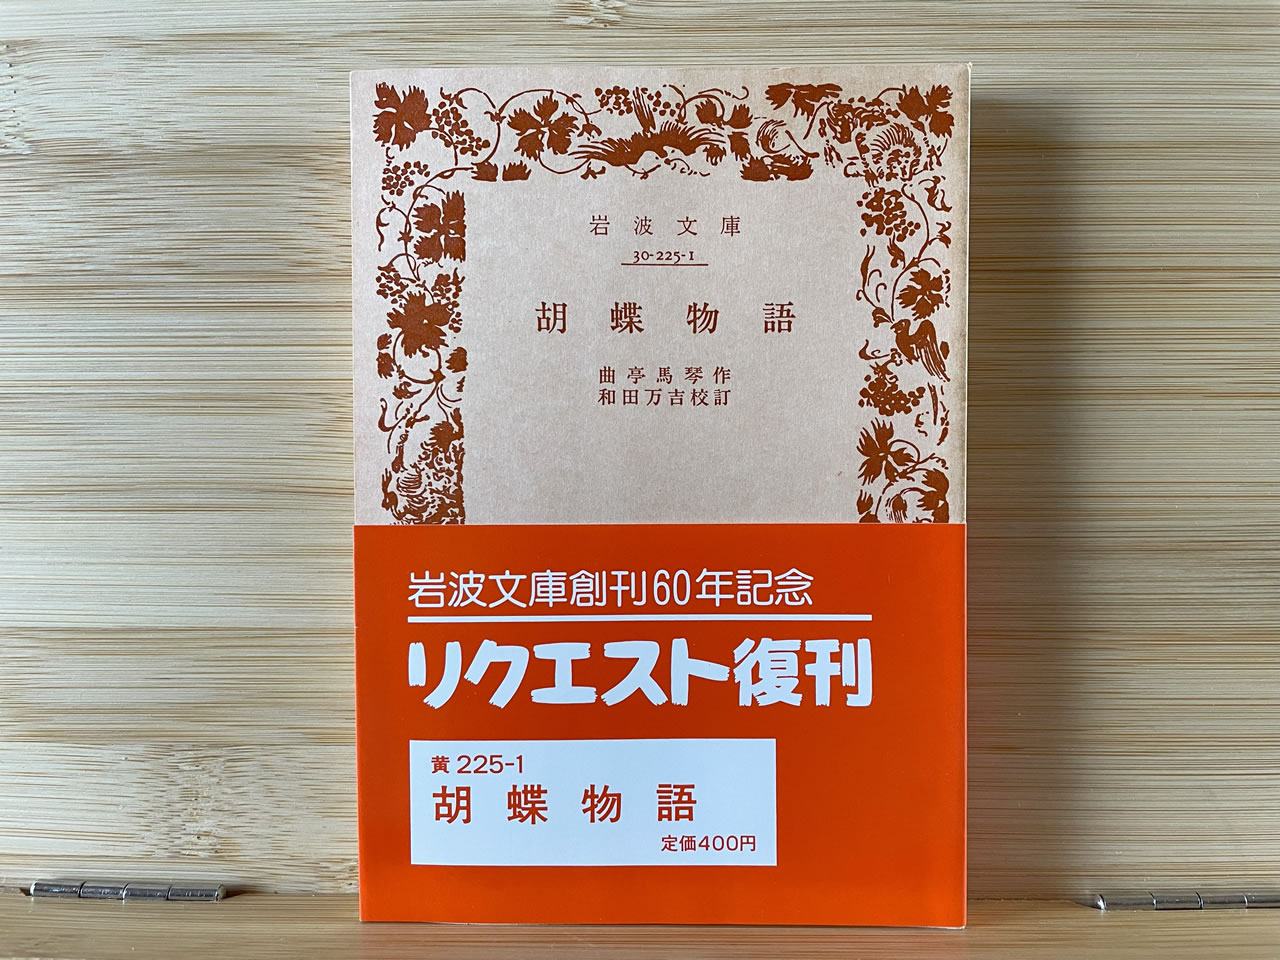 岩波文庫
30-225-1
胡蝶物語
曲亭馬琴作
和田万吉校訂
岩波文庫創刊60年記念
リクエスト復刊
黄 225-1
胡蝶物語
定価400円